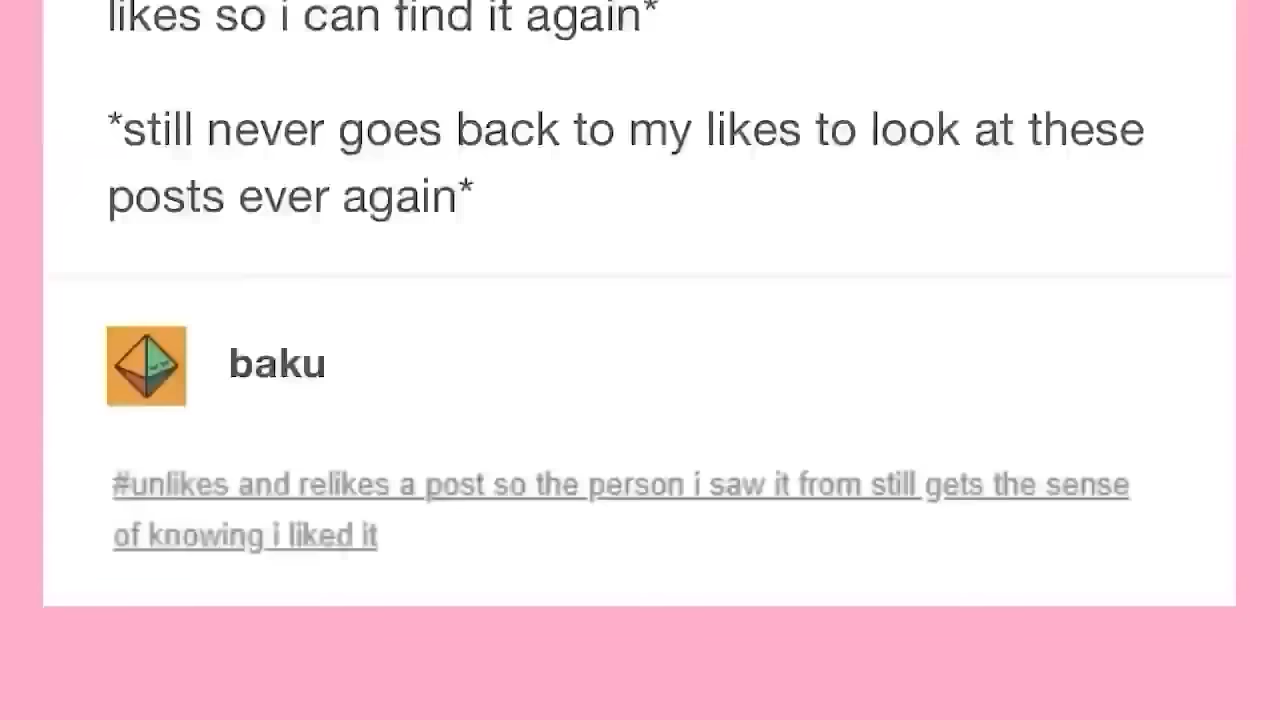 likes so i can find it again*
*still never goes back to my likes to look at these
posts ever again*
baku
#unlikes and relikes a post so the person i saw it from still gets the sense
of knowing i liked it